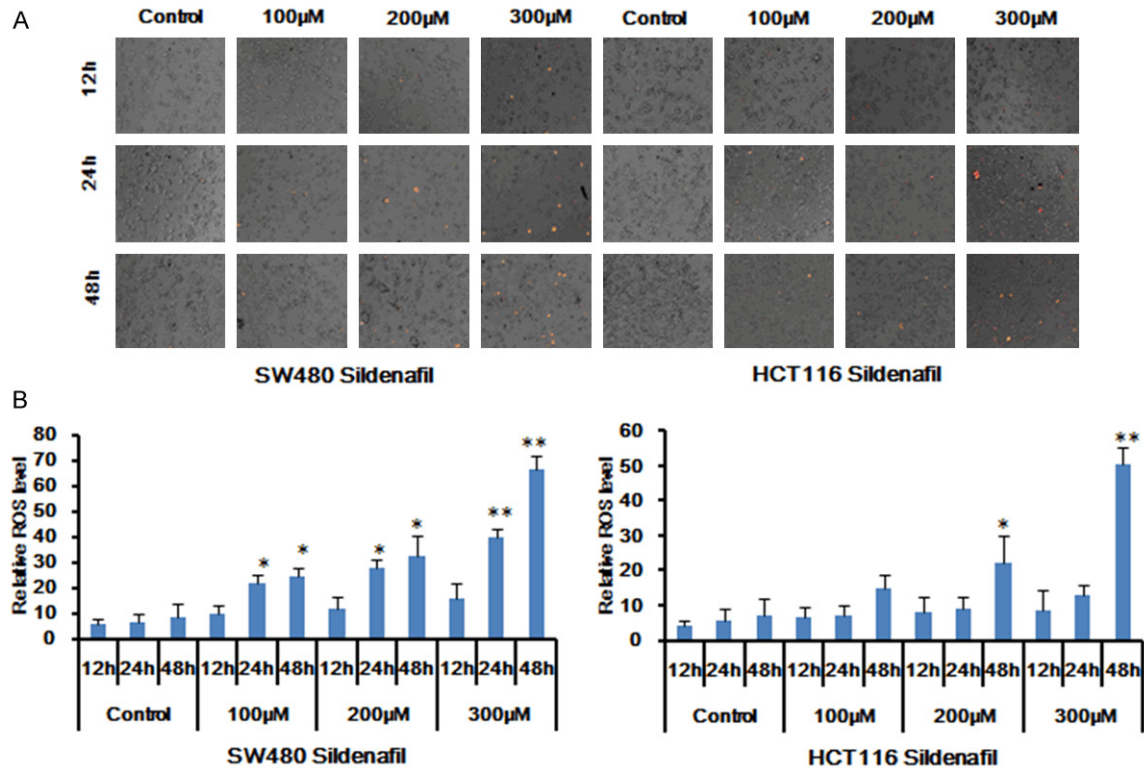 A
Control 100µM 200µM 300µM Control 100µM 200µM 300µM
12h
24h
48h
SW480 Sildenafil HCT116 Sildenafil
B
Relative ROS level
80
70
60
50
40
30
20
10
0
* * * * ** **
12h 24h 48h 12h 24h 48h 12h 24h 48h 12h 24h 48h
Control 100µM 200µM 300µM
SW480 Sildenafil
Relative ROS level
60
50
40
30
20
10
0
* **
12h 24h 48h 12h 24h 48h 12h 24h 48h 12h 24h 48h
Control 100µM 200µM 300µM
HCT116 Sildenafil